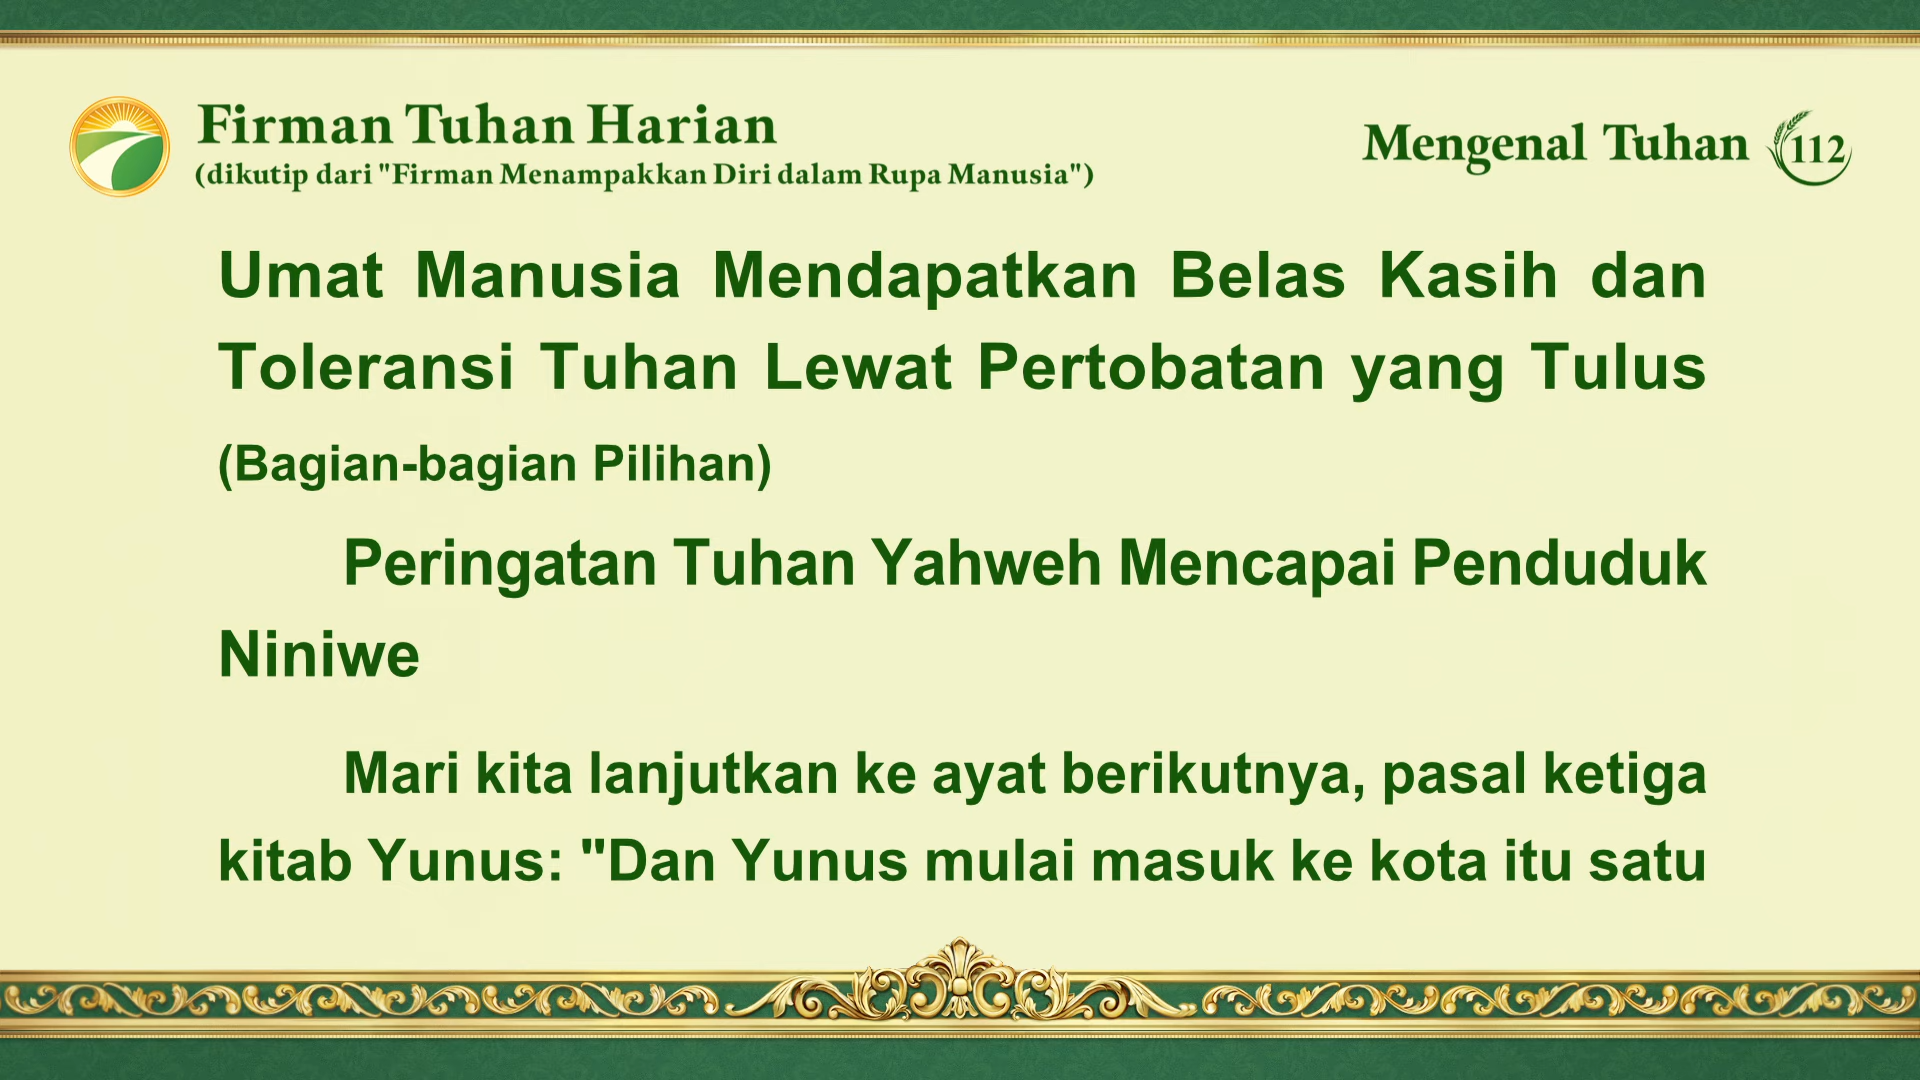 Firman Tuhan Harian
(dikutip dari "Firman Menampakkan Diri dalam Rupa Manusia")
Mengenal Tuhan 112
Umat Manusia Mendapatkan Belas Kasih dan
Toleransi Tuhan Lewat Pertobatan yang Tulus
(Bagian-bagian Pilihan)
Peringatan Tuhan Yahweh Mencapai Penduduk
Niniwe
Mari kita lanjutkan ke ayat berikutnya, pasal ketiga
kitab Yunus: "Dan Yunus mulai masuk ke kota itu satu